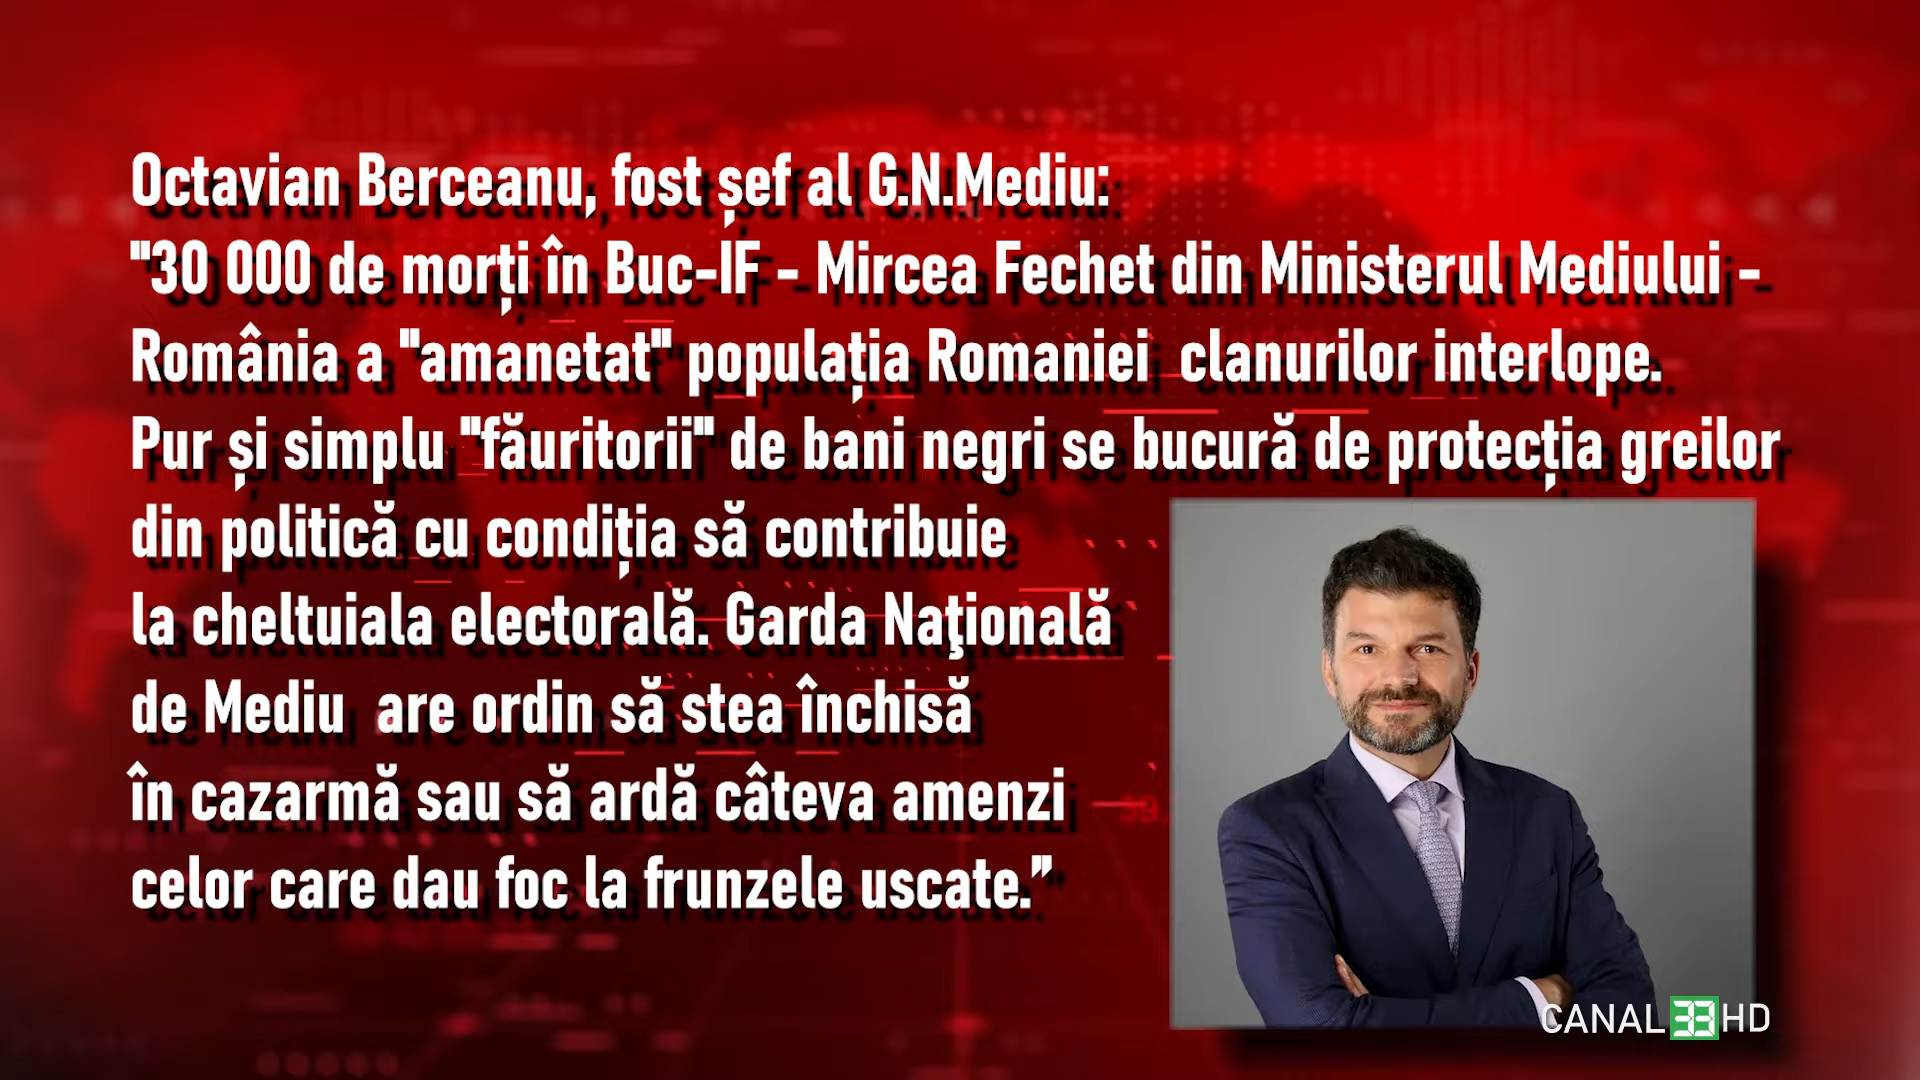 Octavian Berceanu, fost șef al G.N.Mediu:
"30 000 de morți în Buc-IF - Mircea Fechet din Ministerul Mediului -
România a "amanetat" populația Romaniei clanurilor interlope.
Pur și simplu "făuritorii" de bani negri se bucură de protecția greilor
din politică cu condiția să contribuie
la cheltuiala electorală. Garda Naţională
de Mediu are ordin să stea închisă
în cazarmă sau să ardă câteva amenzi
celor care dau foc la frunzele uscate.”
CANAL 33 HD